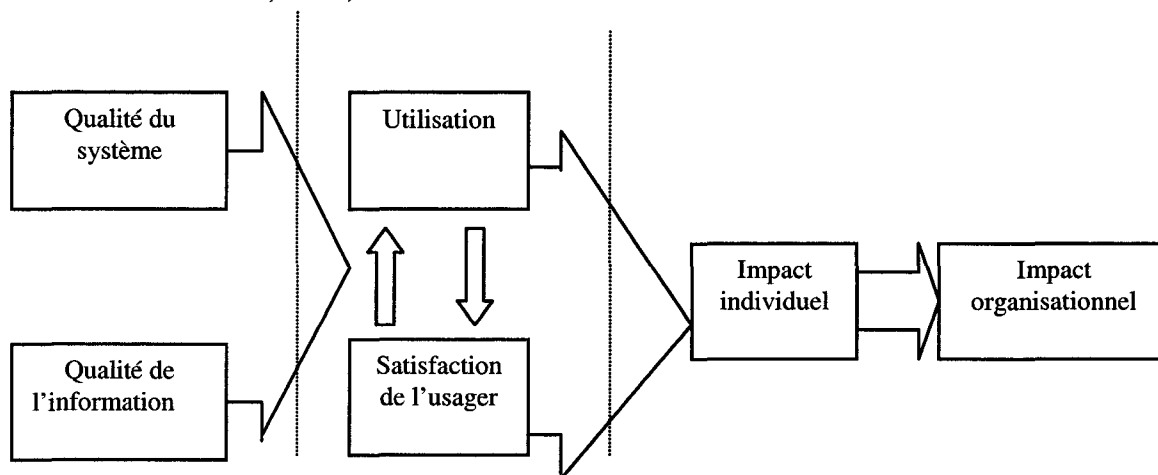 Qualité du
système
Utilisation
Impact
individuel
Impact
organisationnel
Qualité de
l'information
Satisfaction
de l'usager